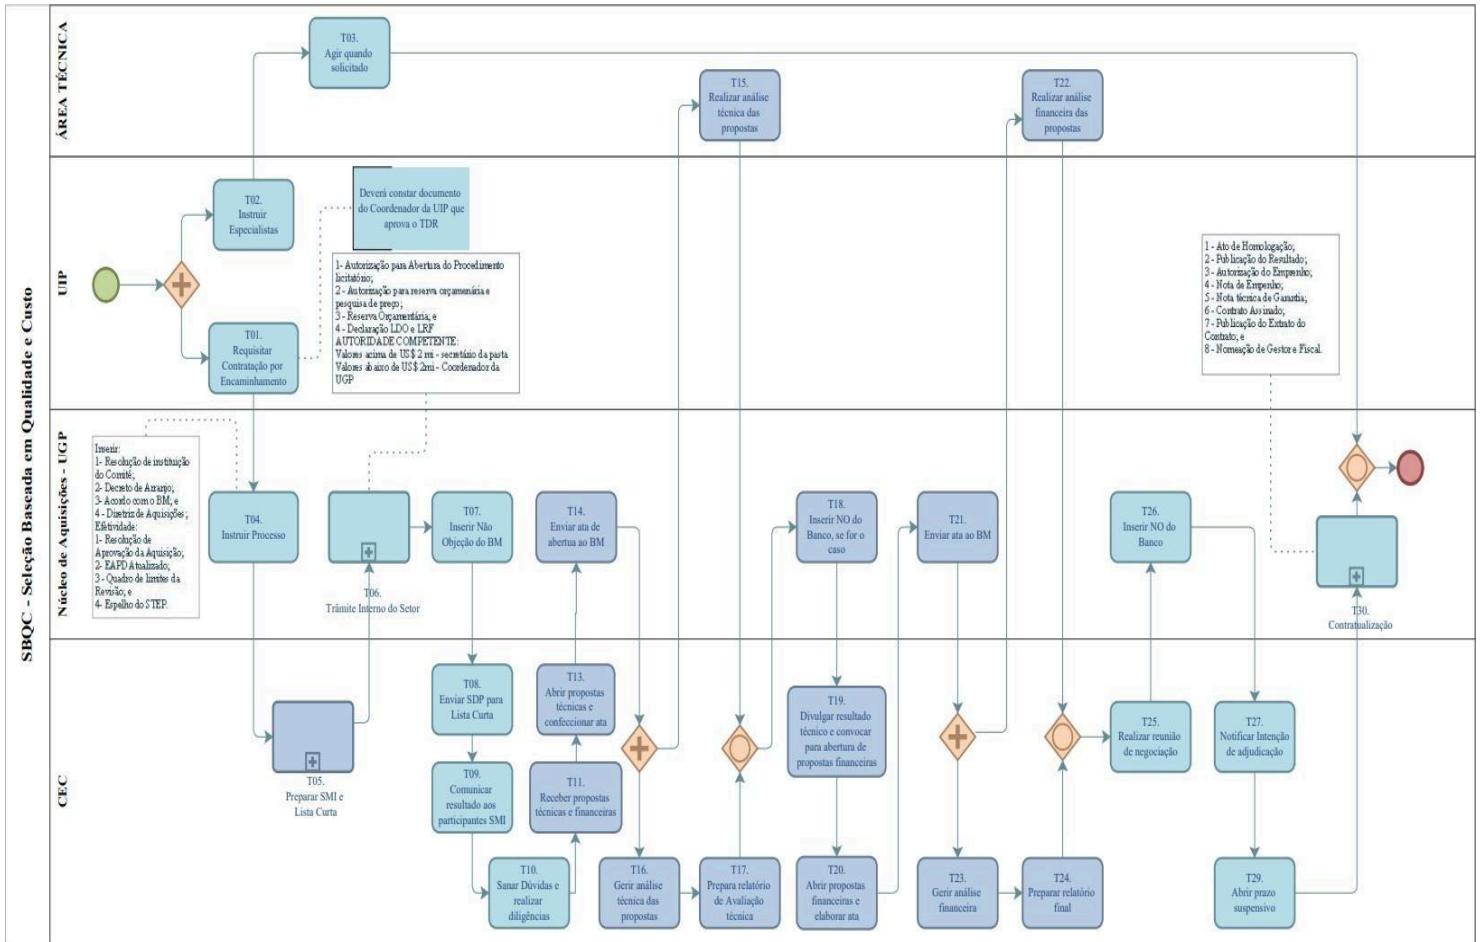 SBQC - Seleção Baseada em Qualidade e Custo
ÁREA TÉCNICA
T03.
Agir quando
solicitado
T15.
Realizar análise
técnica das
propostas
T22.
Realizar análise
financeira das
propostas
UIP
T02.
Instruir
Especialistas
T01.
Requisitar
Contratação por
Encaminhamento
Deverá constar documento
do Coordenador da UIP que
aprova o TDR
1- Autorização para Abertura do Procedimento
licitatório;
2 - Autorização para reserva orçamenária e
pesquisa de preço;
3 - Reserva Orçamentária; e
4 - Declaração LDO e LRF
AUTORIDADE COMPETENTE:
Valores acima de US$ 2 mi - secretário da pasta
Valores abaixo de US$ 2mi - Coordenador da
UGP
1 - Ato de Homologação;
2 - Publicação do Resultado;
3 - Autorização do Emprenho;
4 - Nota de Empenho;
5 - Nota técnica de Garantia;
6 - Contrato Assinado;
7 - Publicação do Extrato do
Contrato; e
8 - Nomeação de Gestor e Fiscal.
Núcleo de Aquisições - UGP
Inserir:
1- Resolução de instituição
do Comitê;
2- Decreto de Arranjo;
3- Acordo com o BM; e
4 - Diretriz de Aquisições;
Efetividade:
1- Resolução de
Aprovação da Aquisição;
2- EAPD Atualizado;
3 - Quadro de limites da
Revisão; e
4- Espelho do STEP.
T04.
Instruir Processo
T06.
Trâmite Interno do Setor
T07.
Inserir Não
Objeção do BM
T14.
Enviar ata de
abertua ao BM
T18.
Inserir NO do
Banco, se for o
caso
T21.
Enviar ata ao BM
T26.
Inserir NO do
Banco
T30.
Contratualização
CEC
T05.
Preparar SMI e
Lista Curta
T08.
Enviar SDP para
Lista Curta
T09.
Comunicar
resultado aos
participantes SMI
T10.
Sanar Dúvidas e
realizar
diligências
T13.
Abrir propostas
técnicas e
confeccionar ata
T11.
Receber propostas
técnicas e financeiras
T16.
Gerir análise
técnica das
propostas
T17.
Prepara relatório
de Avaliação
técnica
T19.
Divulgar resultado
técnico e convocar
para abertura de
propostas financeiras
T20.
Abrir propostas
financeiras e
elaborar ata
T23.
Gerir análise
financeira
T24.
Preparar relatório
final
T25.
Realizar reunião
de negociação
T27.
Notificar Intenção
de adjudicação
T29.
Abrir prazo
suspensivo